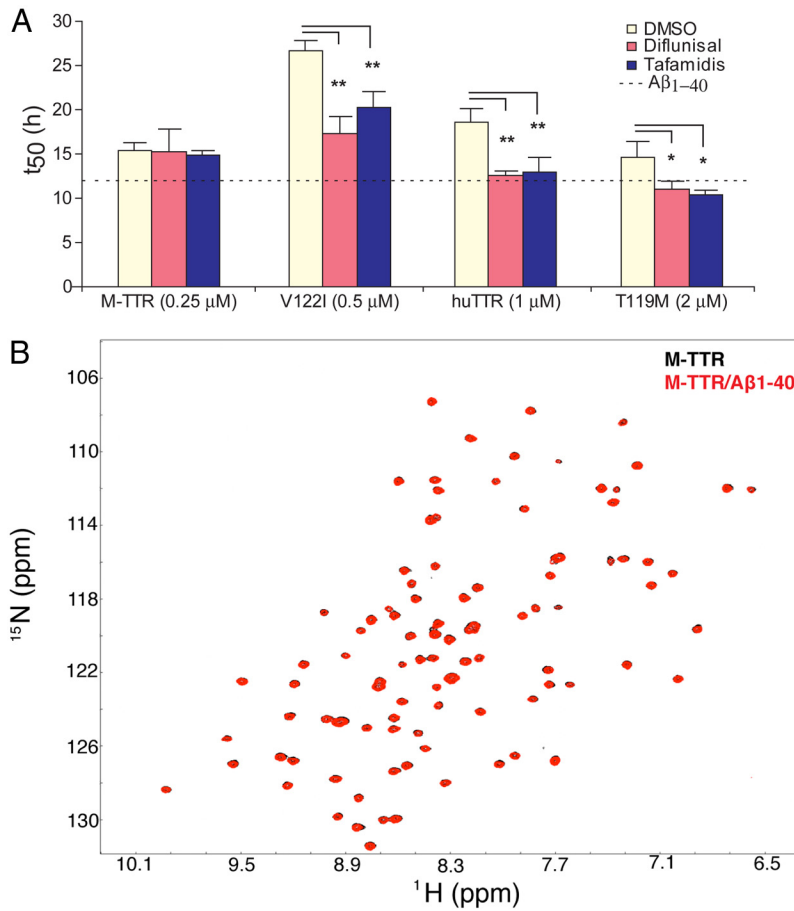 A
DMSO
Diflunisal
Tafamidis
Aβ1–40
t50 (h)
30
25
20
15
10
5
0
**
**
**
**
*
*
M-TTR (0.25 μM)
V122I (0.5 μM)
huTTR (1 μM)
T119M (2 μM)
B
M-TTR
M-TTR/Aβ1-40
15N (ppm)
106
110
114
118
122
126
130
10.1
9.5
8.9
8.3
7.7
7.1
6.5
1H (ppm)